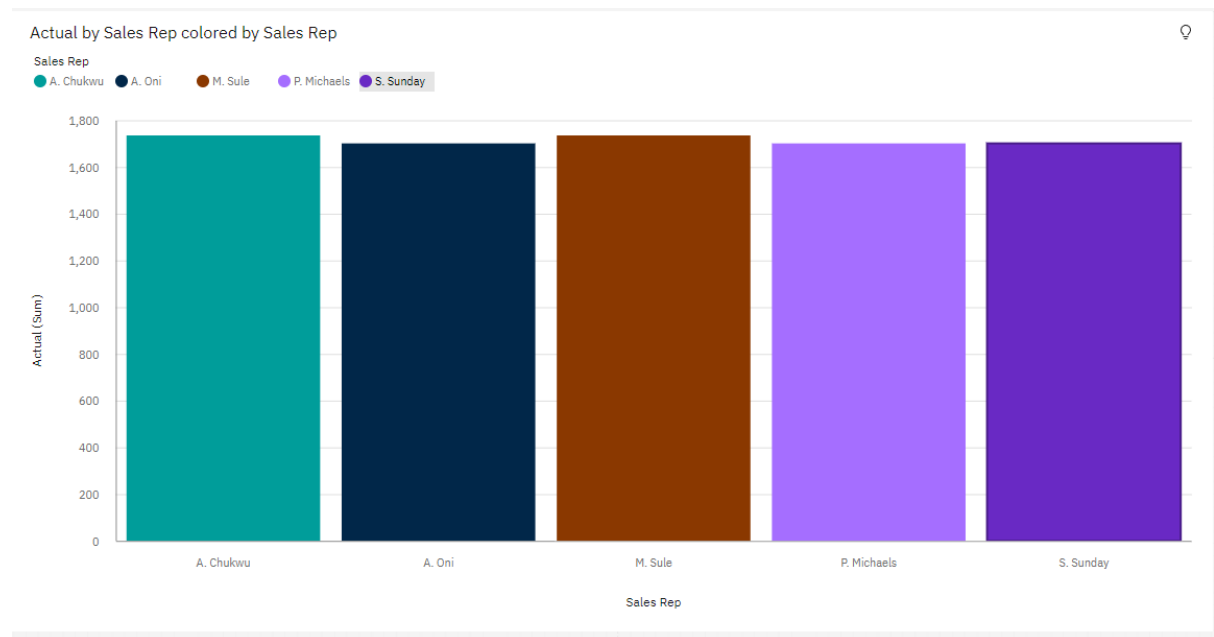 Actual by Sales Rep colored by Sales Rep
Sales Rep
A. Chukwu A. Oni M. Sule P. Michaels S. Sunday
1,800
1,600
1,400
1,200
1,000
800
600
400
200
0
Actual (Sum)
A. Chukwu A. Oni M. Sule P. Michaels S. Sunday
Sales Rep